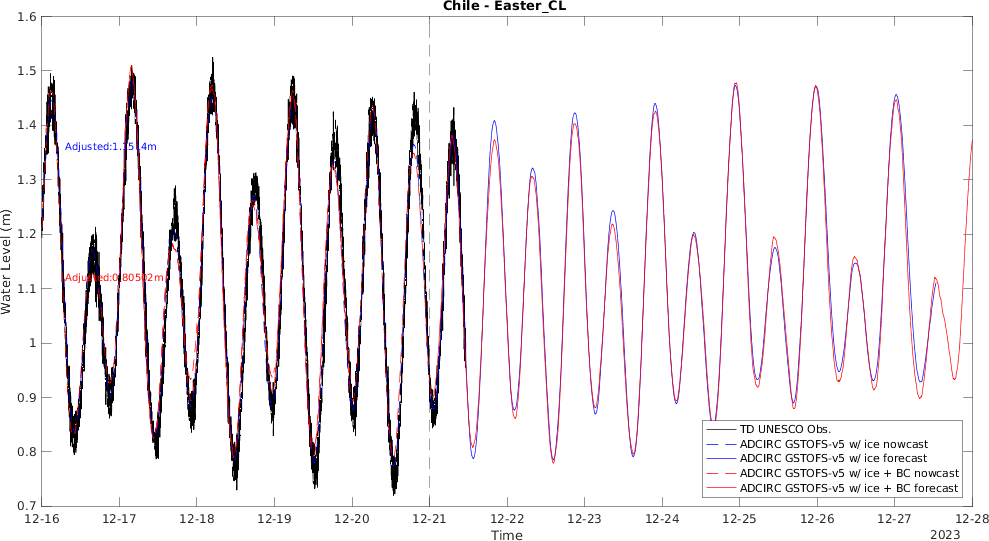 Chile - Easter_CL
1.6
1.5
1.4
1.3
1.2
1.1
1
0.9
0.8
0.7
Water Level (m)
Adjusted:1.1514m
Adjusted:0.80502m
TD UNESCO Obs.
ADCIRC GSTOFS-v5 w/ ice nowcast
ADCIRC GSTOFS-v5 w/ ice forecast
ADCIRC GSTOFS-v5 w/ ice + BC nowcast
ADCIRC GSTOFS-v5 w/ ice + BC forecast
12-16 12-17 12-18 12-19 12-20 12-21 12-22 12-23 12-24 12-25 12-26 12-27 12-28
Time
2023